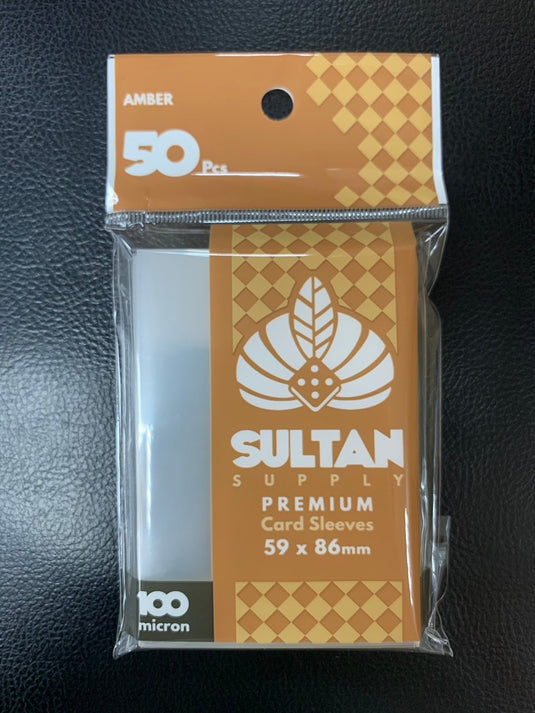 AMBER
50 Pcs
SULTAN
SUPPLY
PREMIUM
Card Sleeves
59 x 86mm
100
micron